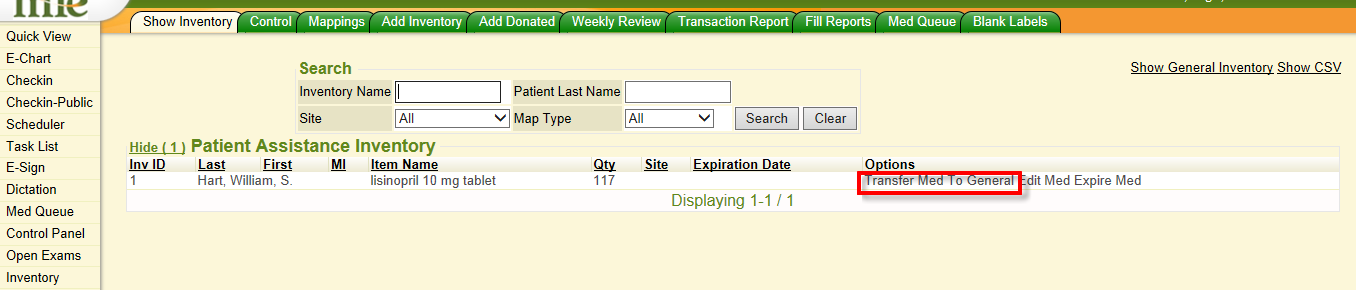 mie
Show Inventory Control Mappings Add Inventory Add Donated Weekly Review Transaction Report Fill Reports Med Queue Blank Labels
Quick View
E-Chart
Checkin
Checkin-Public
Scheduler
Task List
E-Sign
Dictation
Med Queue
Control Panel
Open Exams
Inventory
Show General Inventory Show CSV
Search
Inventory Name Patient Last Name
Site All Map Type All Search Clear
Hide ( 1 ) Patient Assistance Inventory
Inv ID Last First MI Item Name Qty Site Expiration Date Options
1 Hart, William, S. lisinopril 10 mg tablet 117 Transfer Med To General Edit Med Expire Med
Displaying 1-1 / 1